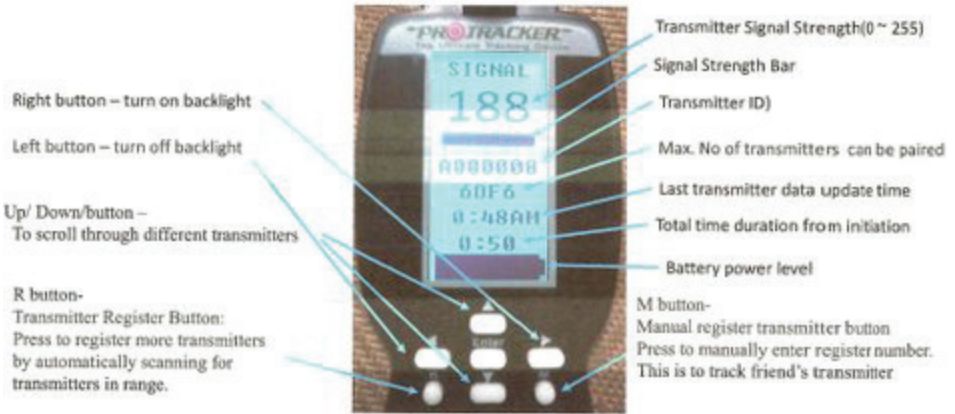 "PROTRACKER"
The Ultimate Tracking Device
SIGNAL
188
A080008
6OF6
0:48AM
0:50
Enter
Right button – turn on backlight
Left button – turn off backlight
Up/ Down/button –
To scroll through different transmitters
R button-
Transmitter Register Button:
Press to register more transmitters
by automatically scanning for
transmitters in range.
Transmitter Signal Strength(0 ~ 255)
Signal Strength Bar
Transmitter ID)
Max. No of transmitters can be paired
Last transmitter data update time
Total time duration from initiation
Battery power level
M button-
Manual register transmitter button
Press to manually enter register number.
This is to track friend's transmitter